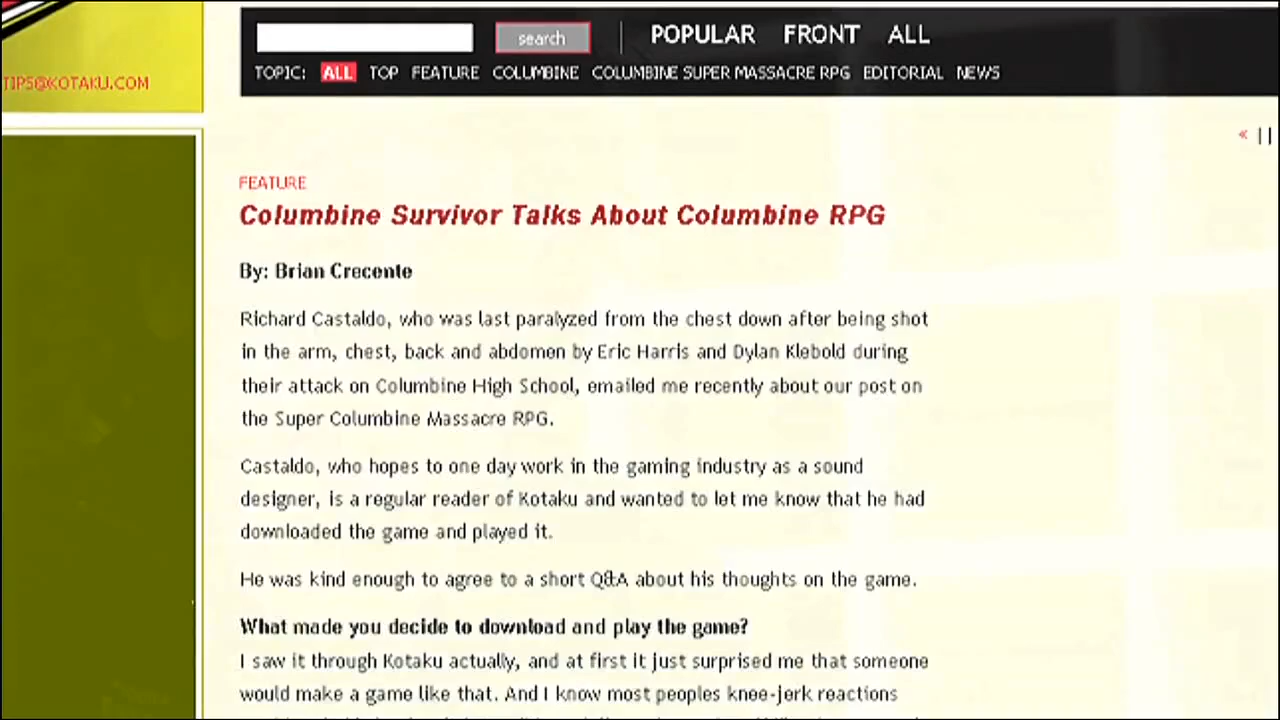 search
POPULAR FRONT ALL
TIPS@KOTAKU.COM
TOPIC: ALL TOP FEATURE COLUMBINE COLUMBINE SUPER MASSACRE RPG EDITORIAL NEWS
«
FEATURE
Columbine Survivor Talks About Columbine RPG
By: Brian Crecente
Richard Castaldo, who was last paralyzed from the chest down after being shot
in the arm, chest, back and abdomen by Eric Harris and Dylan Klebold during
their attack on Columbine High School, emailed me recently about our post on
the Super Columbine Massacre RPG.
Castaldo, who hopes to one day work in the gaming industry as a sound
designer, is a regular reader of Kotaku and wanted to let me know that he had
downloaded the game and played it.
He was kind enough to agree to a short Q&A about his thoughts on the game.
What made you decide to download and play the game?
I saw it through Kotaku actually, and at first it just surprised me that someone
would make a game like that. And I know most peoples knee-jerk reactions